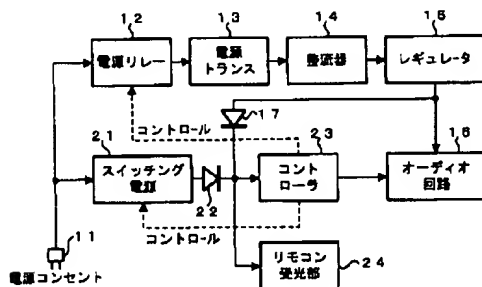 12
13
14
15
電源リレー
電源
トランス
整流器
レギュレータ
17
コントロール
21
23
16
スイッチング
電源
コント
ローラ
オーディオ
回路
22
コントロール
11
電源コンセント
リモコン
受光部
24